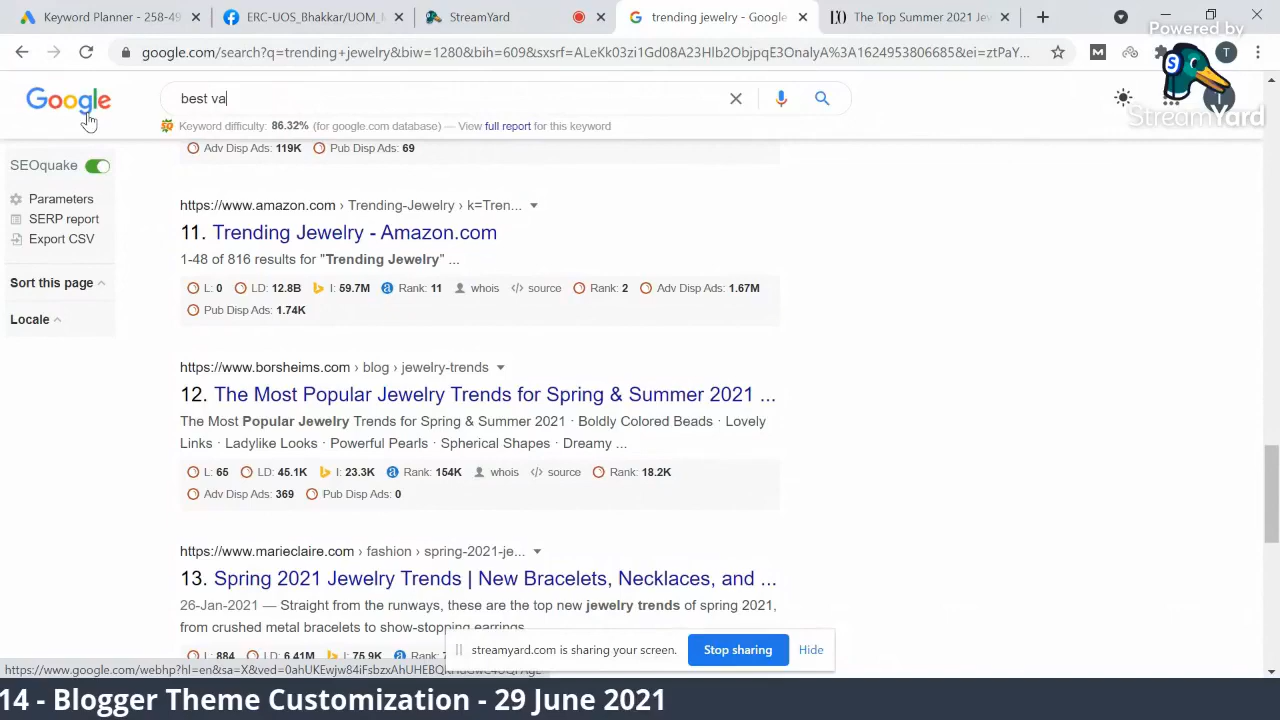 Keyword Planner - 258-49
ERC-UOS_Bhakkar/UOM_I
StreamYard
trending jewelry - Google
The Top Summer 2021 Jew
google.com/search?q=trending+jewelry&biw=1280&bih=609&sxsrf=ALeKk03zi1Gd08A23Hlb2ObjpqE3OnalyA%3A1624953806685&ei=ztPaY...
Powered by
StreamYard
Google
best va
Keyword difficulty: 86.32% (for google.com database) — View full report for this keyword
SEOquake
Parameters
SERP report
Export CSV
Sort this page
Locale
Adv Disp Ads: 119K Pub Disp Ads: 69
https://www.amazon.com › Trending-Jewelry › k=Tren...
11. Trending Jewelry - Amazon.com
1-48 of 816 results for "Trending Jewelry" ...
L: 0 LD: 12.8B I: 59.7M Rank: 11 whois source Rank: 2 Adv Disp Ads: 1.67M
Pub Disp Ads: 1.74K
https://www.borsheims.com › blog › jewelry-trends
12. The Most Popular Jewelry Trends for Spring & Summer 2021 ...
The Most Popular Jewelry Trends for Spring & Summer 2021 · Boldly Colored Beads · Lovely
Links · Ladylike Looks · Powerful Pearls · Spherical Shapes · Dreamy ...
L: 65 LD: 45.1K I: 23.3K Rank: 154K whois source Rank: 18.2K
Adv Disp Ads: 369 Pub Disp Ads: 0
https://www.marieclaire.com › fashion › spring-2021-je...
13. Spring 2021 Jewelry Trends | New Bracelets, Necklaces, and ...
26-Jan-2021 — Straight from the runways, these are the top new jewelry trends of spring 2021,
from crushed metal bracelets to show-stopping earrings.
L: 884 LD: 6.41M I: 75.9K Rank:
streamyard.com is sharing your screen.
Stop sharing
Hide
14 - Blogger Theme Customization - 29 June 2021